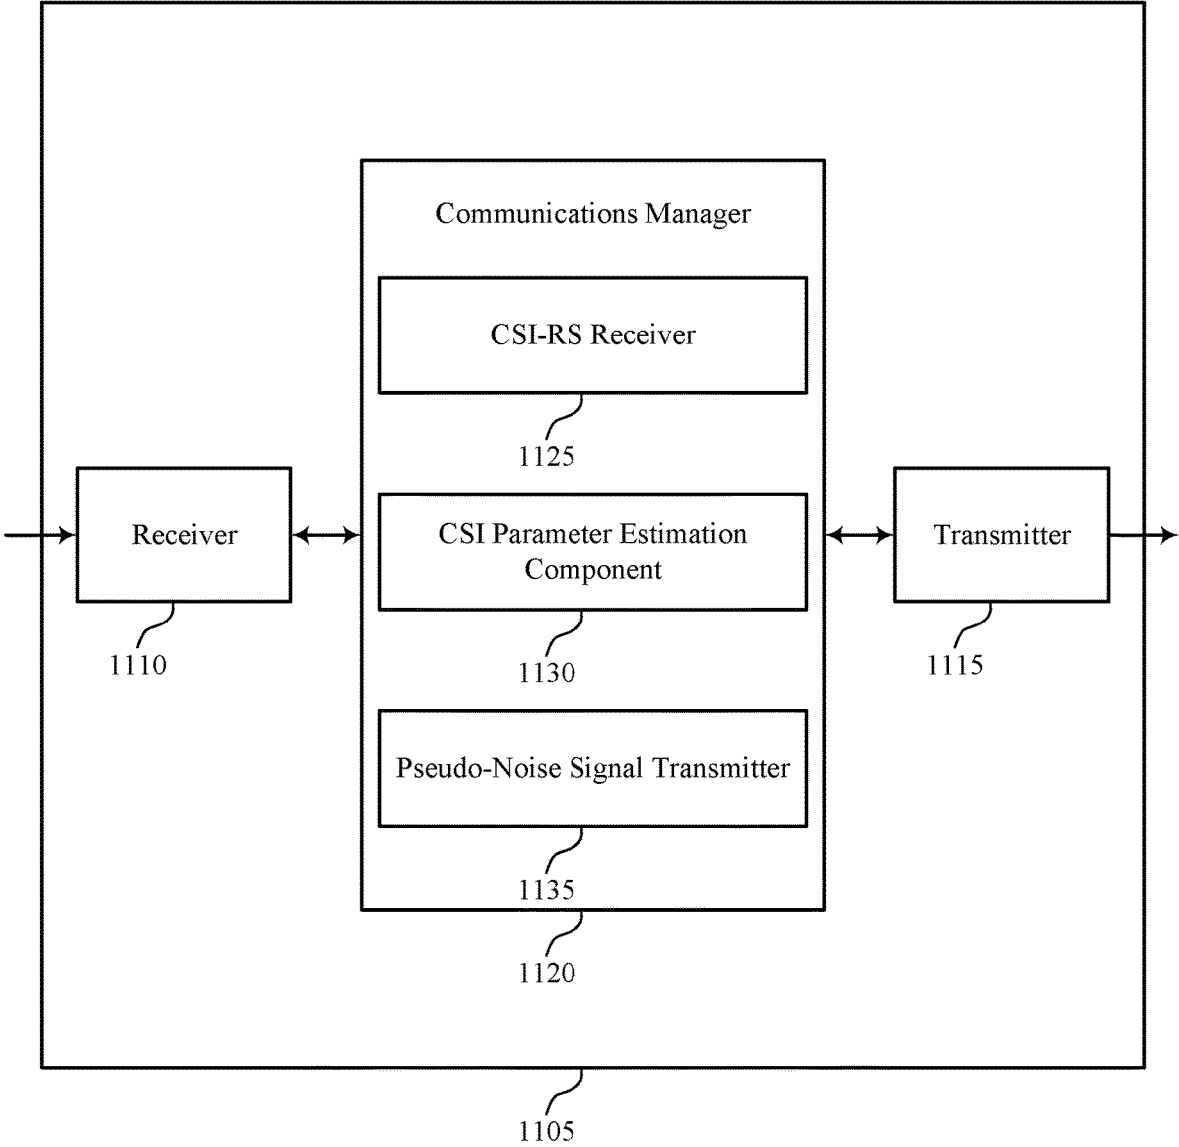 Communications Manager
CSI-RS Receiver
1125
Receiver
1110
CSI Parameter Estimation
Component
1130
Transmitter
1115
Pseudo-Noise Signal Transmitter
1135
1120
1105